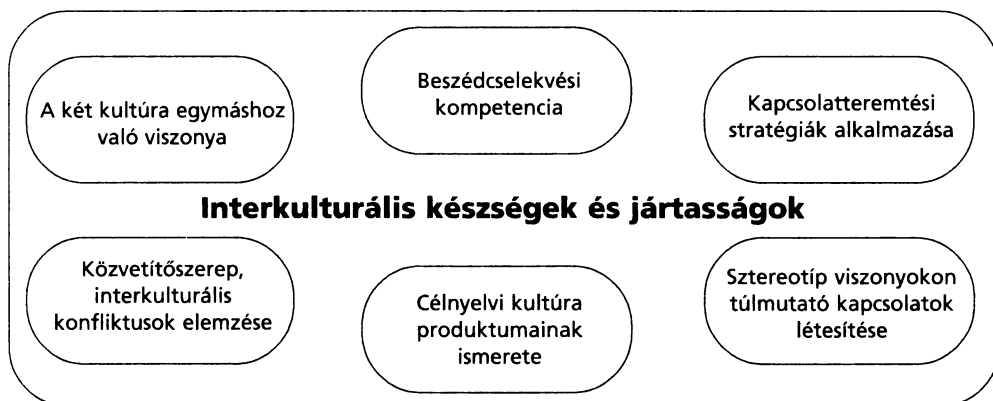 A két kultúra egymáshoz
való viszonya
Beszédcselekvési
kompetencia
Kapcsolatteremtési
stratégiák alkalmazása
Interkulturális készségek és jártasságok
Közvetítőszerep,
interkulturális
konfliktusok elemzése
Célnyelvi kultúra
produktumainak
ismerete
Sztereotíp viszonyokon
túlmutató kapcsolatok
létesítése